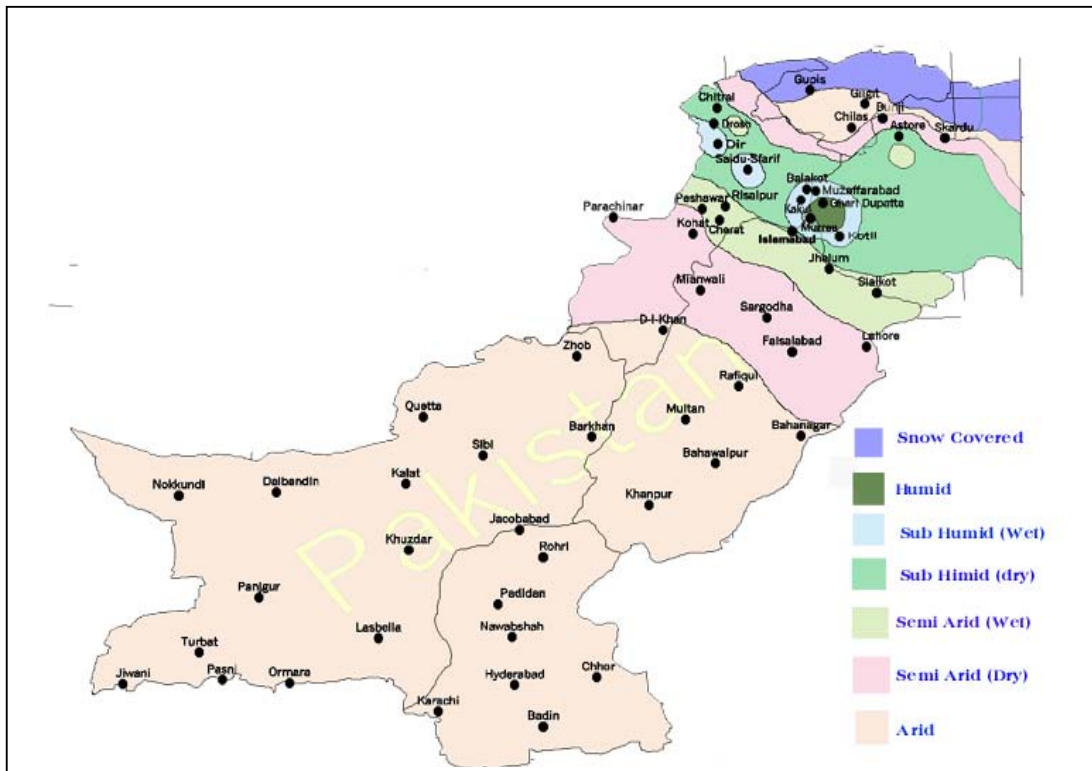 Gupis
Gilgit
Bunji
Chitral
Chilas
Drosh
Astore
Skardu
Dir
Saidu-Sfarif
Balakot
Muzaffarabad
Peshawar
Risalpur
Ghari Dupatta
Parachinar
Kakul
Murree
Kohat
Cherat
Islamabad
Kotli
Jhelum
Mianwali
Sialkot
Sargodha
D-I-Khan
Faisalabad
Lahore
Zhob
Rafiqui
Quetta
Multan
Barkhan
Bahanagar
Sibi
Bahawalpur
Kalat
Nokkundi
Dalbandin
Khanpur
Jacobabad
Khuzdar
Rohri
Pakistan
Panjgur
Padidan
Lasbella
Nawabshah
Turbat
Jiwani
Pasni
Ormara
Hyderabad
Chhor
Karachi
Badin
Snow Covered
Humid
Sub Humid (Wet)
Sub Himid (dry)
Semi Arid (Wet)
Semi Arid (Dry)
Arid